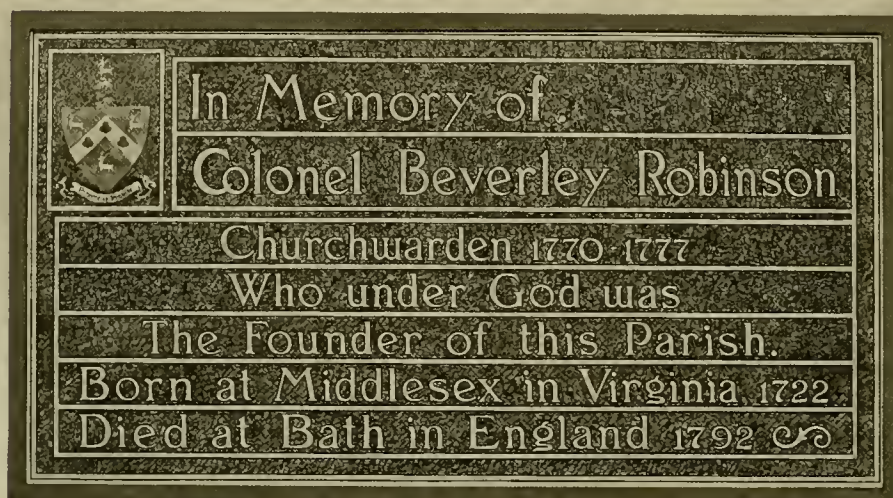 In Memory of.
Colonel Beverley Robinson
Churchwarden 1770-1777
Who under God was
The Founder of this Parish.
Born at Middlesex in Virginia 1722
Died at Bath in England 1792